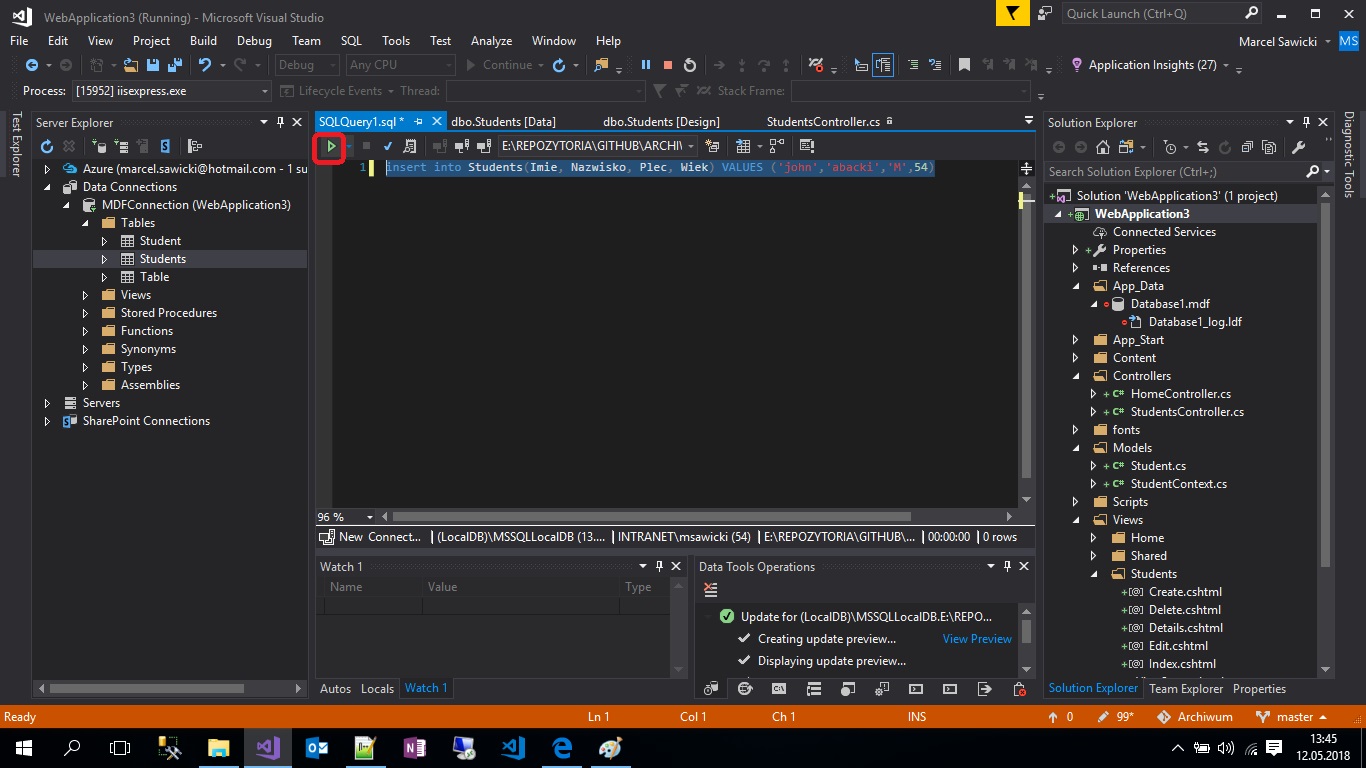 WebApplication3 (Running) - Microsoft Visual Studio
Quick Launch (Ctrl+Q)
File Edit View Project Build Debug Team SQL Tools Test Analyze Window Help
Marcel Sawicki MS
Debug Any CPU Continue Application Insights (27)
Process: [15952] iisexpress.exe Lifecycle Events Thread: Stack Frame:
Test Explorer
Server Explorer
Azure (marcel.sawicki@hotmail.com - 1 su
Data Connections
MDFConnection (WebApplication3)
Tables
Student
Students
Table
Views
Stored Procedures
Functions
Synonyms
Types
Assemblies
Servers
SharePoint Connections
SQLQuery1.sql * dbo.Students [Data] dbo.Students [Design] StudentsController.cs
E:\REPOZYTORIA\GITHUB\ARCHI
1 insert into Students(Imie, Nazwisko, Plec, Wiek) VALUES ('john','abacki','M',54)
96 %
New Connect... (LocalDB)\MSSQLLocalDB (13.... INTRANET\msawicki (54) E:\REPOZYTORIA\GITHUB\... 00:00:00 0 rows
Watch 1
Name Value Type
Autos Locals Watch 1
Data Tools Operations
Update for (LocalDB)\MSSQLLocalDB.E:\REPO...
Creating update preview... View Preview
Displaying update preview...
Solution Explorer
Search Solution Explorer (Ctrl+;)
Solution 'WebApplication3' (1 project)
WebApplication3
Connected Services
Properties
References
App_Data
Database1.mdf
Database1_log.ldf
App_Start
Content
Controllers
C# HomeController.cs
C# StudentsController.cs
fonts
Models
C# Student.cs
C# StudentContext.cs
Scripts
Views
Home
Shared
Students
[@] Create.cshtml
[@] Delete.cshtml
[@] Details.cshtml
[@] Edit.cshtml
[@] Index.cshtml
Solution Explorer Team Explorer Properties
Diagnostic Tools
Ready Ln 1 Col 1 Ch 1 INS 0 99* Archiwum master
13:45
12.05.2018